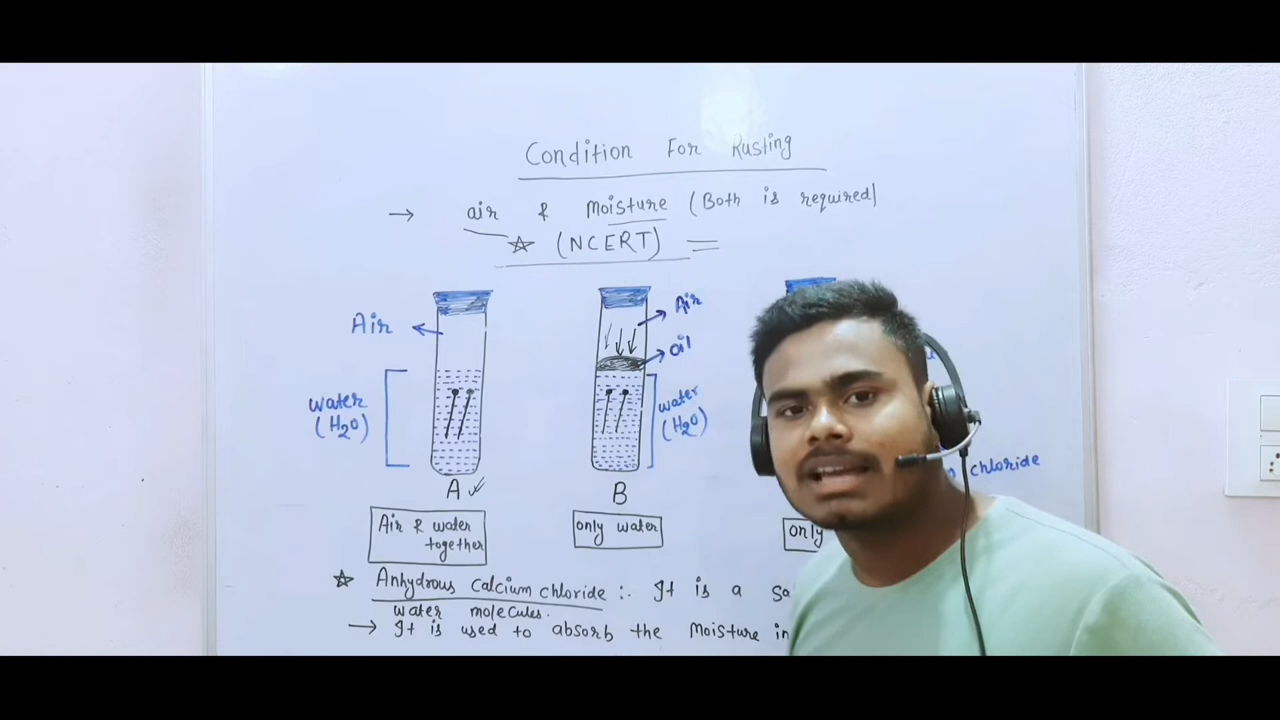 Condition For Rusting
→ air & Moisture (Both is required)
☆ (NCERT)
Air
water
(H2O)
A ✓
Air & water
together
Air
oil
water
(H2O)
B
only water
chloride
only
☆ Anhydrous Calcium chloride :. It is a
water molecules.
→ It is used to absorb the Moisture in